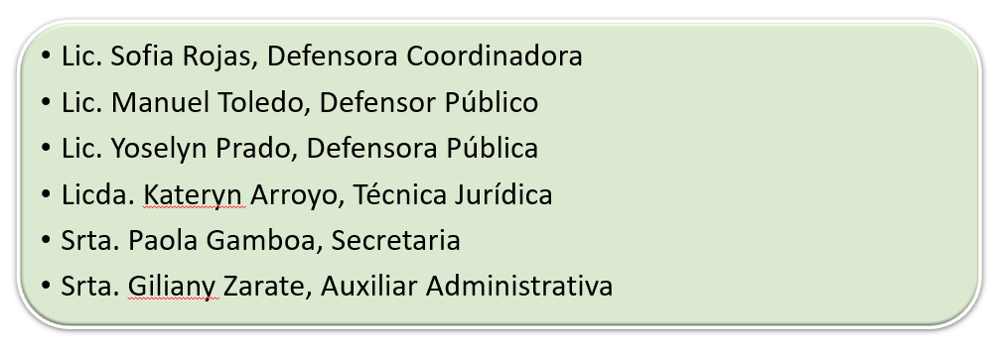 • Lic. Sofia Rojas, Defensora Coordinadora
• Lic. Manuel Toledo, Defensor Público
• Lic. Yoselyn Prado, Defensora Pública
• Licda. Kateryn Arroyo, Técnica Jurídica
• Srta. Paola Gamboa, Secretaria
• Srta. Giliany Zarate, Auxiliar Administrativa